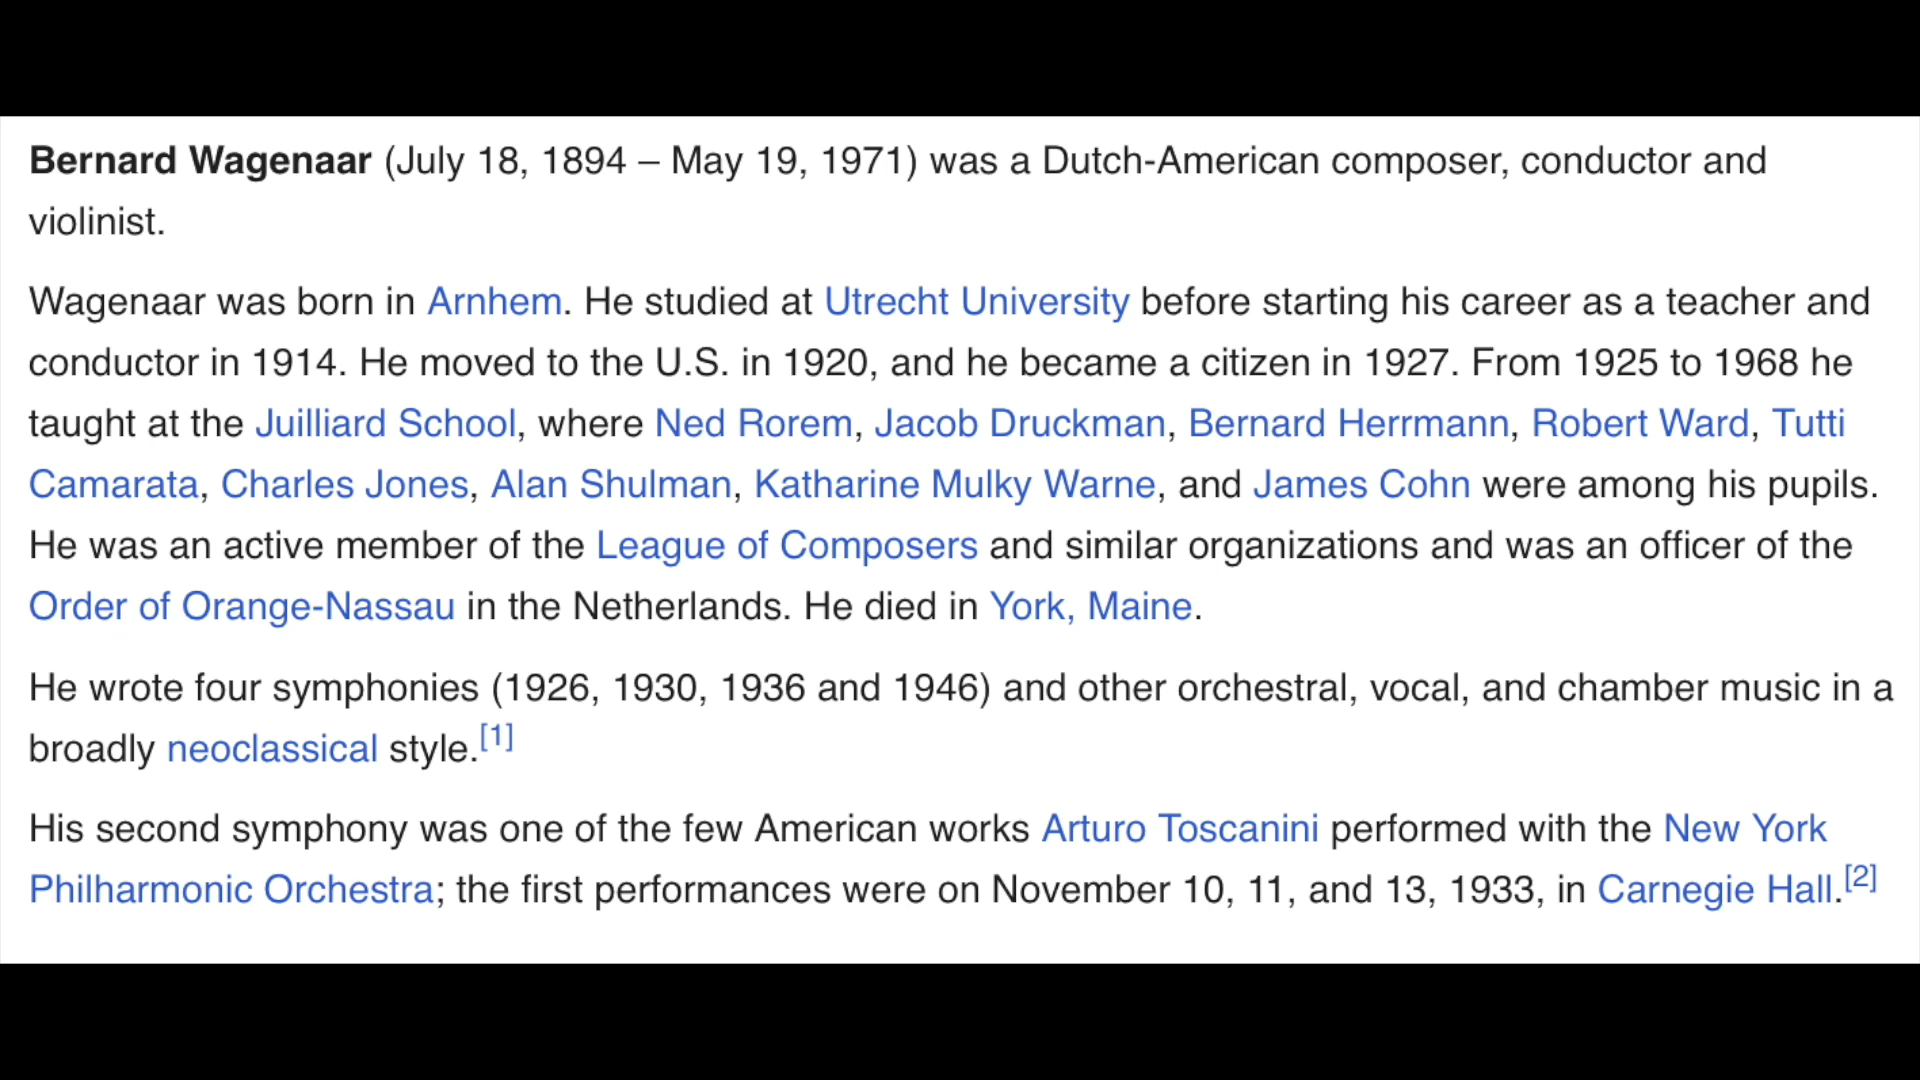 Bernard Wagenaar (July 18, 1894 – May 19, 1971) was a Dutch-American composer, conductor and
violinist.
Wagenaar was born in Arnhem. He studied at Utrecht University before starting his career as a teacher and
conductor in 1914. He moved to the U.S. in 1920, and he became a citizen in 1927. From 1925 to 1968 he
taught at the Juilliard School, where Ned Rorem, Jacob Druckman, Bernard Herrmann, Robert Ward, Tutti
Camarata, Charles Jones, Alan Shulman, Katharine Mulky Warne, and James Cohn were among his pupils.
He was an active member of the League of Composers and similar organizations and was an officer of the
Order of Orange-Nassau in the Netherlands. He died in York, Maine.
He wrote four symphonies (1926, 1930, 1936 and 1946) and other orchestral, vocal, and chamber music in a
broadly neoclassical style.[1]
His second symphony was one of the few American works Arturo Toscanini performed with the New York
Philharmonic Orchestra; the first performances were on November 10, 11, and 13, 1933, in Carnegie Hall.[2]